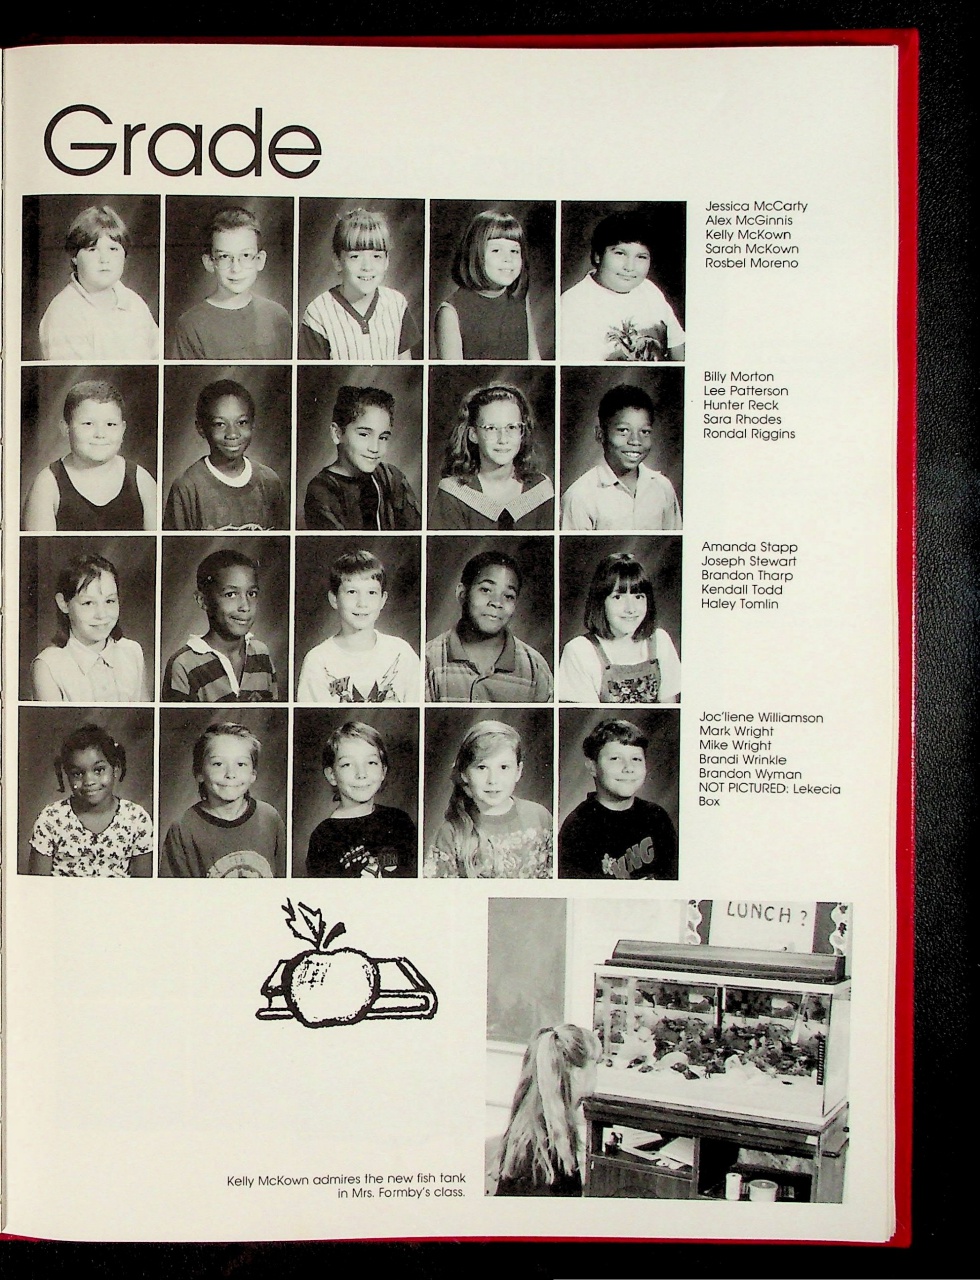 Grade
Jessica McCarty
Alex McGinnis
Kelly McKown
Sarah McKown
Rosbel Moreno
Billy Morton
Lee Patterson
Hunter Reck
Sara Rhodes
Rondal Riggins
Amanda Stapp
Joseph Stewart
Brandon Tharp
Kendall Todd
Haley Tomlin
Joc'liene Williamson
Mark Wright
Mike Wright
Brandi Wrinkle
Brandon Wyman
NOT PICTURED: Lekecia
Box
LUNCH ?
Kelly McKown admires the new fish tank
in Mrs. Formby's class.